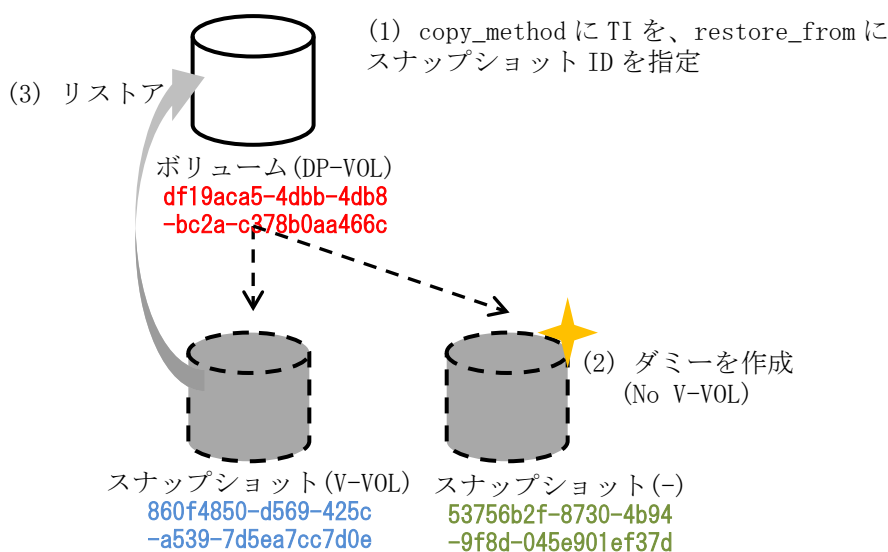 (1) copy_method に TI を、restore_from に
スナップショット ID を指定
(3) リストア
ボリューム(DP-VOL)
df19aca5-4dbb-4db8
-bc2a-c378b0aa466c
(2) ダミーを作成
(No V-VOL)
スナップショット(V-VOL)
860f4850-d569-425c
-a539-7d5ea7cc7d0e
スナップショット(-)
53756b2f-8730-4b94
-9f8d-045e901ef37d